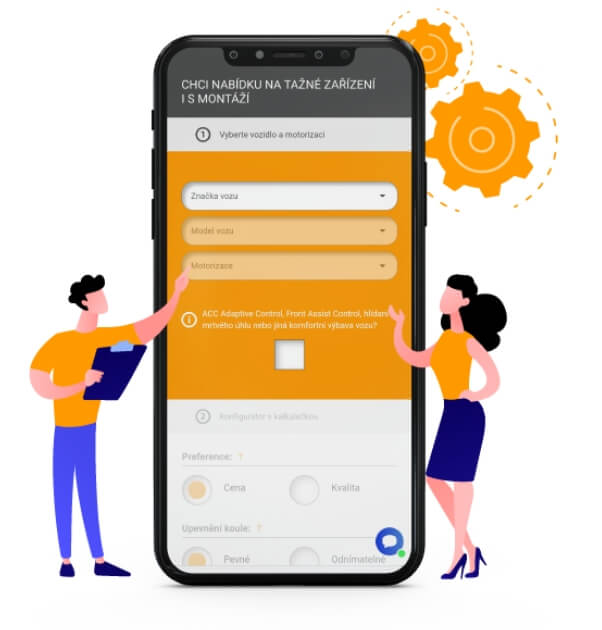 CHCI NABÍDKU NA TAŽNÉ ZAŘÍZENÍ
I S MONTÁŽÍ
1 Vyberte vozidlo a motorizaci
Značka vozu
Model vozu
Motorizace
i ACC Adaptive Control, Front Assist Control, hlídání
mrtvého úhlu nebo jiná komfortní výbava vozu?
2 Konfigurátor s kalkulačkou
Preference: ?
Cena Kvalita
Upevnění koule: ?
Pevné Odnímatelné